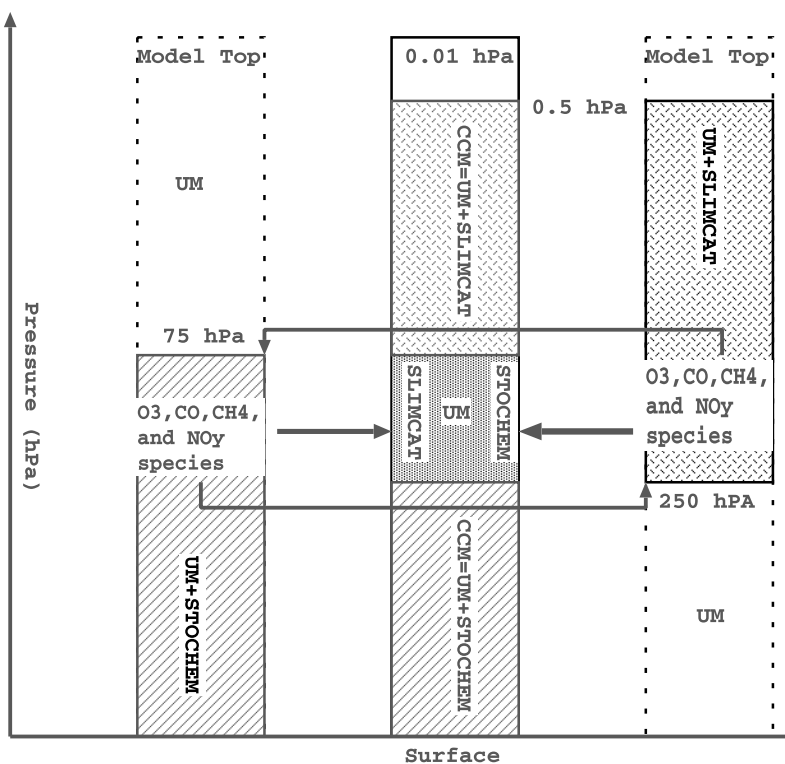 Model Top
0.01 hPa
Model Top
0.5 hPa
UM
CCM=UM+SLIMCAT
UM+SLIMCAT
Pressure (hPa)
75 hPa
O3,CO,CH4,
and NOy
species
SLIMCAT
UM
STOCHEM
O3,CO,CH4,
and NOy
species
250 hPA
UM+STOCHEM
CCM=UM+STOCHEM
UM
Surface